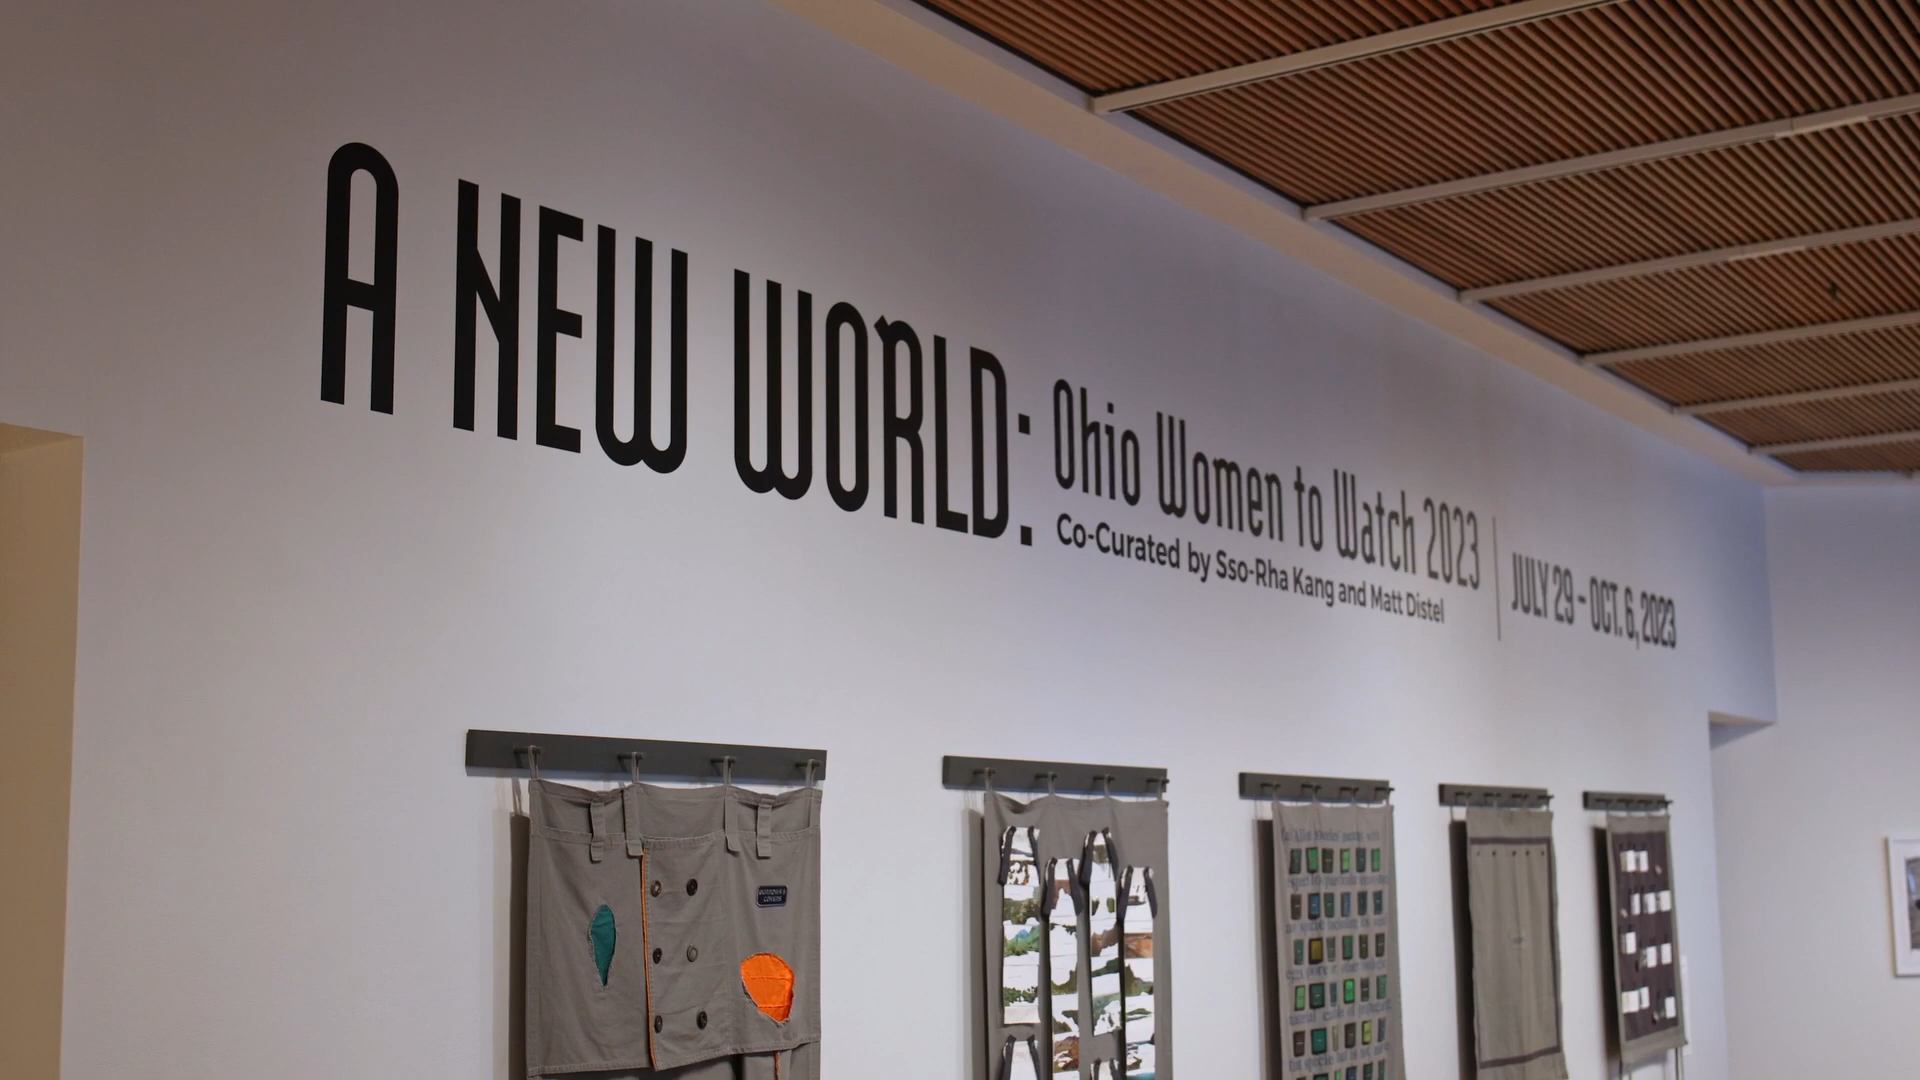 A NEW WORLD:
Ohio Women to Watch 2023
Co-Curated by Sso-Rha Kang and Matt Distel
JULY 29 - OCT. 6, 2023